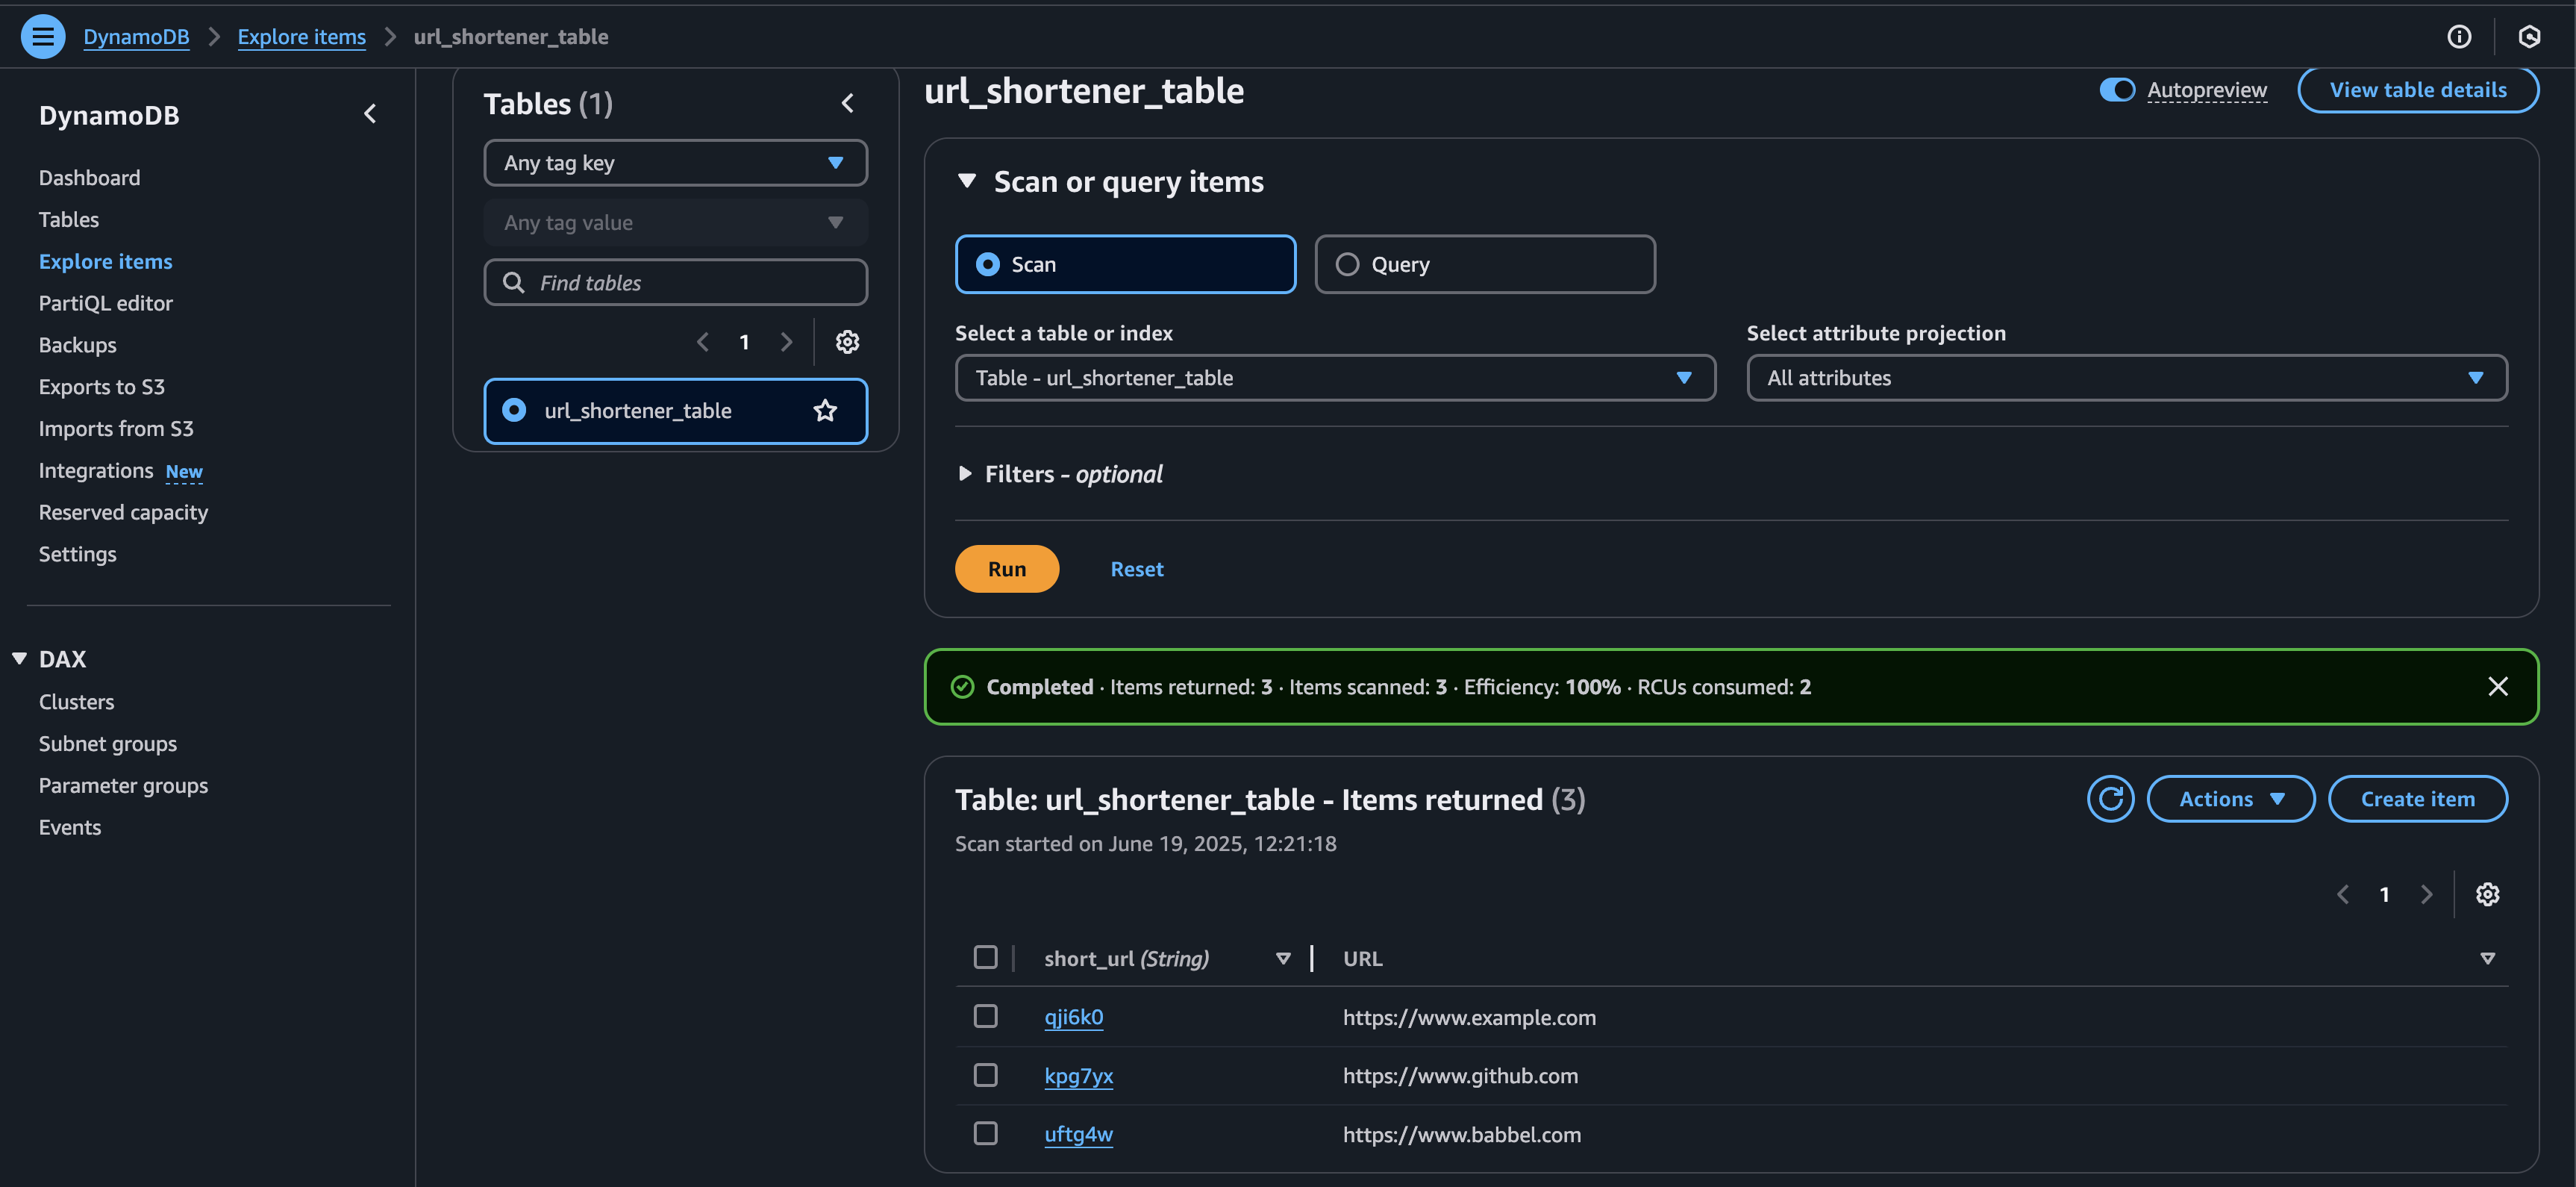 DynamoDB > Explore items > url_shortener_table
DynamoDB
Dashboard
Tables
Explore items
PartiQL editor
Backups
Exports to S3
Imports from S3
Integrations New
Reserved capacity
Settings
DAX
Clusters
Subnet groups
Parameter groups
Events
Tables (1)
Any tag key
Any tag value
Find tables
1
url_shortener_table
url_shortener_table
Autopreview
View table details
Scan or query items
Scan
Query
Select a table or index
Table - url_shortener_table
Select attribute projection
All attributes
Filters - optional
Run
Reset
Completed · Items returned: 3 · Items scanned: 3 · Efficiency: 100% · RCUs consumed: 2
Table: url_shortener_table - Items returned (3)
Actions
Create item
Scan started on June 19, 2025, 12:21:18
1
short_url (String) URL
qji6k0 https://www.example.com
kpg7yx https://www.github.com
uftg4w https://www.babbel.com